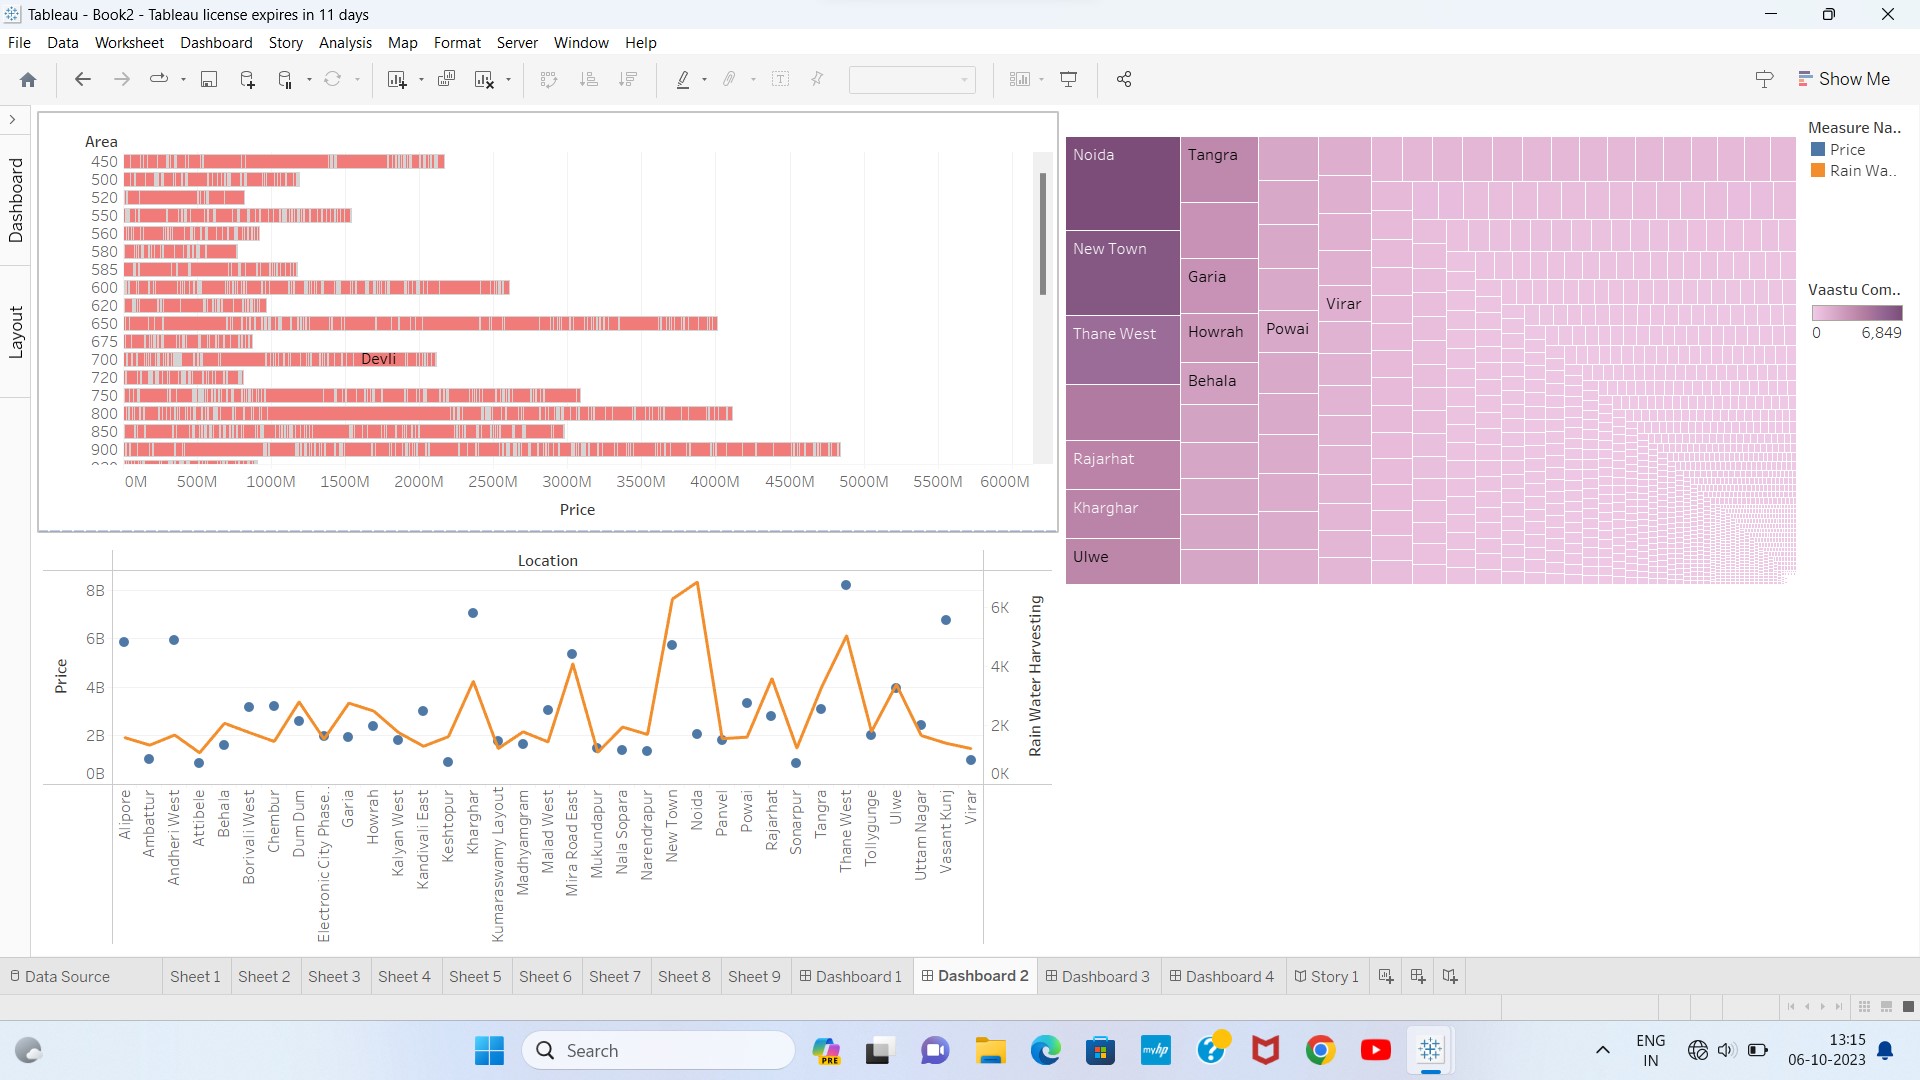 Tableau - Book2 - Tableau license expires in 11 days
File Data Worksheet Dashboard Story Analysis Map Format Server Window Help
Show Me
Dashboard
Layout
Area
450
500
520
550
560
580
585
600
620
650
675
700
Devli
720
750
800
850
900
0M 500M 1000M 1500M 2000M 2500M 3000M 3500M 4000M 4500M 5000M 5500M 6000M
Price
Noida
New Town
Thane West
Rajarhat
Kharghar
Ulwe
Tangra
Garia
Howrah
Behala
Powai
Virar
Measure Na..
Price
Rain Wa..
Vaastu Com..
0 6,849
Location
Price
8B
6B
4B
2B
0B
6K
4K
2K
0K
Rain Water Harvesting
Alipore
Ambattur
Andheri West
Attibele
Behala
Borivali West
Chembur
Dum Dum
Electronic City Phase..
Garia
Howrah
Kalyan West
Kandivali East
Keshtopur
Kharghar
Kumaraswamy Layout
Madhyamgram
Malad West
Mira Road East
Mukundapur
Nala Sopara
Narendrapur
New Town
Noida
Panvel
Powai
Rajarhat
Sonarpur
Tangra
Thane West
Tollygunge
Ulwe
Uttam Nagar
Vasant Kunj
Virar
Data Source Sheet 1 Sheet 2 Sheet 3 Sheet 4 Sheet 5 Sheet 6 Sheet 7 Sheet 8 Sheet 9 Dashboard 1 Dashboard 2 Dashboard 3 Dashboard 4 Story 1
Search
PRE
myhp
ENG
IN
13:15
06-10-2023